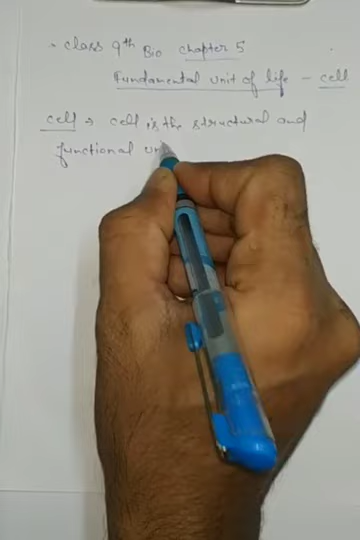 • class 9th Bio chapter 5
Fundamental unit of life - cell
cell → cell is the structural and
functional un